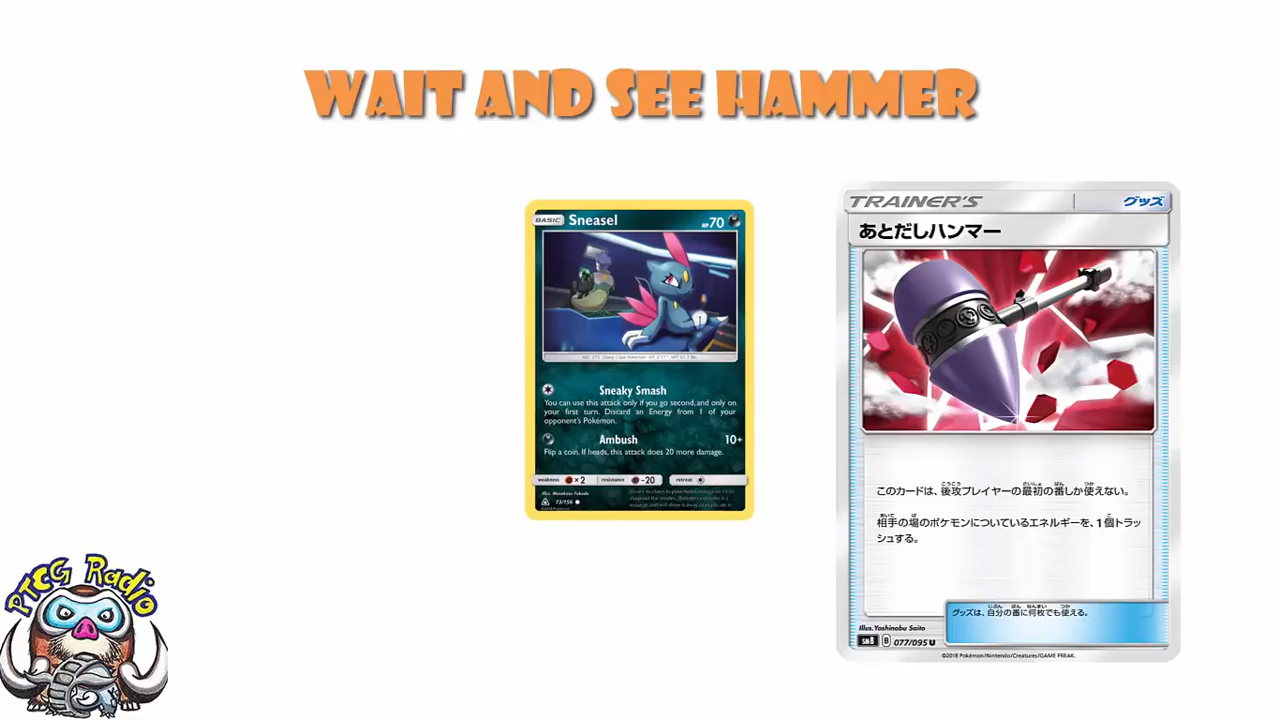 WAIT AND SEE HAMMER
BASIC Sneasel HP70
Sneaky Smash
You can use this attack only if you go second, and only on
your first turn. Discard an Energy from 1 of your
opponent's Pokémon.
Ambush 10+
Flip a coin. If heads, this attack does 20 more damage.
weakness ×2 resistance -20 retreat
73/156
TRAINER'S グッズ
あとだしハンマー
このカードは、後攻プレイヤーの最初の番しか使えない。
相手の場のポケモンについているエネルギーを、1個トラッ
シュする。
グッズは、自分の番に何枚でも使える。
Illus. Yoshinobu Saito
SM8 B 077/095 U
©2018 Pokémon/Nintendo/Creatures/GAME FREAK.
PTCG Radio